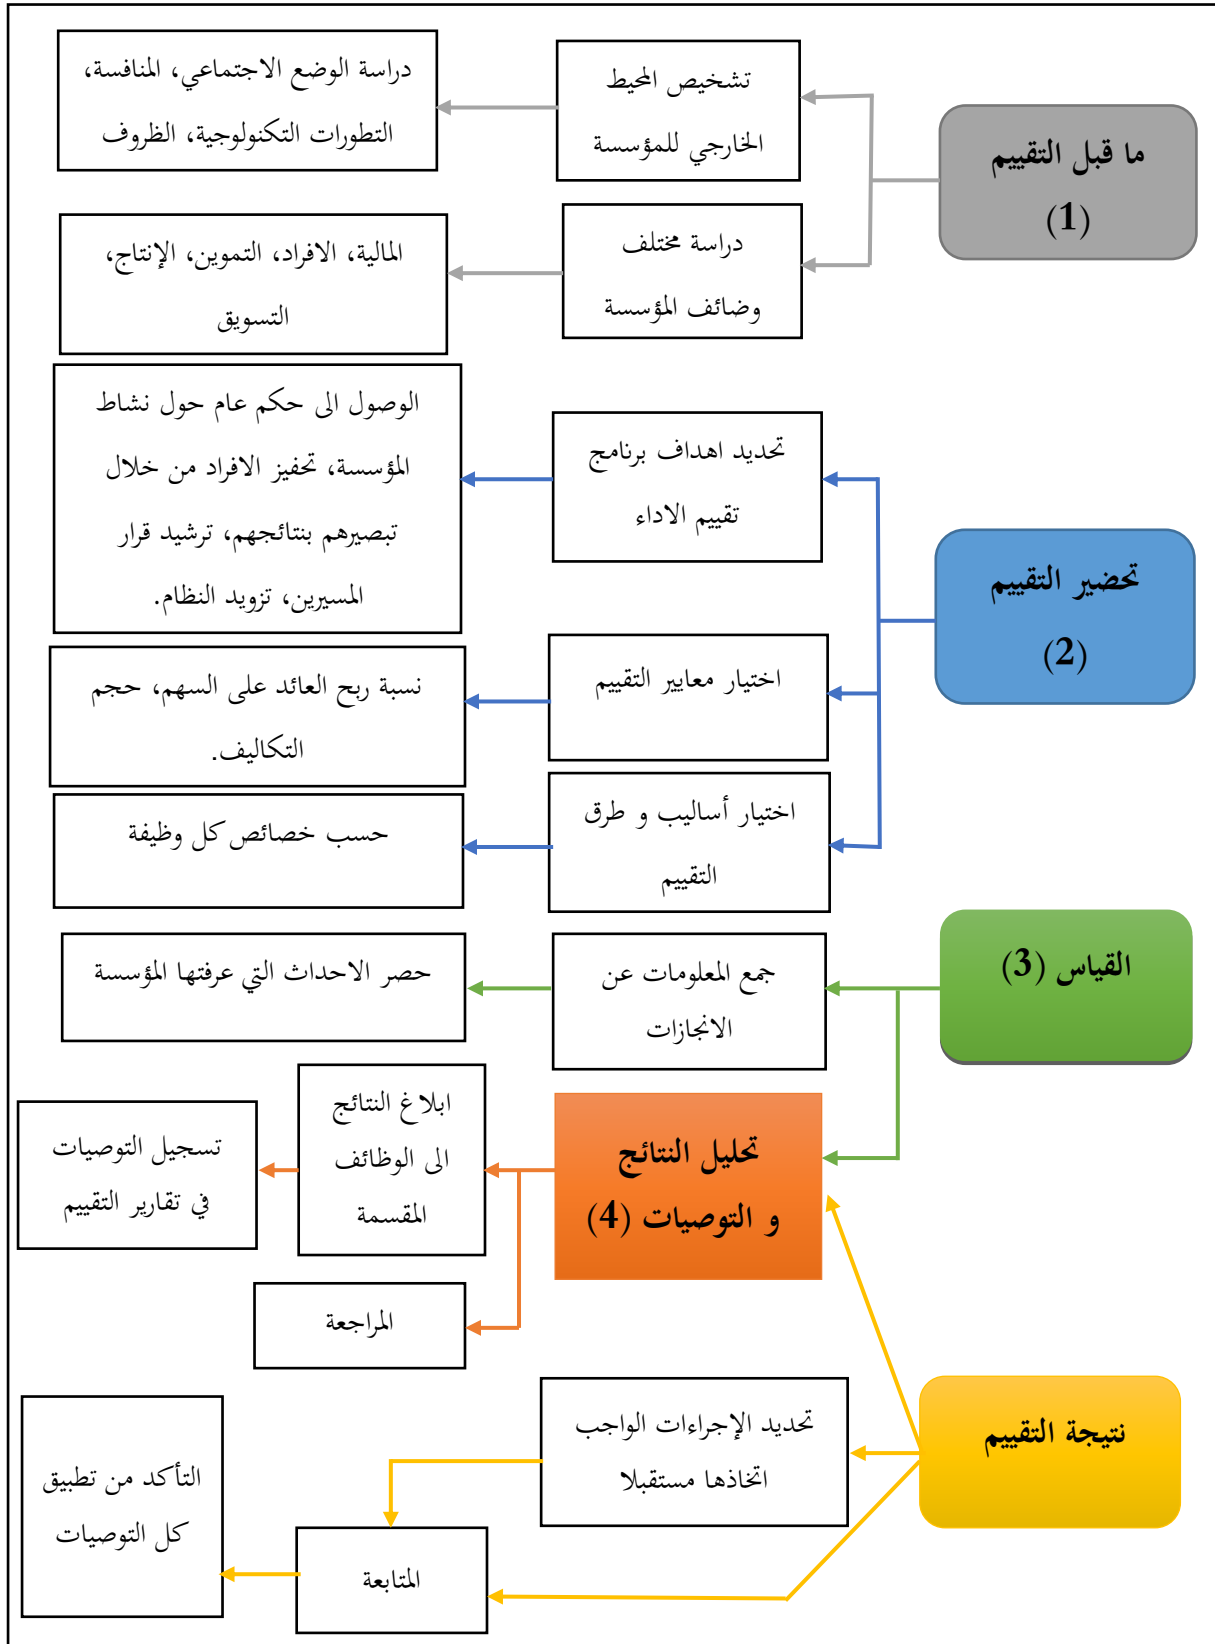 ما قبل التقييم
(1)
تشخيص المحيط
الخارجي للمؤسسة
دراسة الوضع الاجتماعي، المنافسة،
التطورات التكنولوجية، الظروف
دراسة مختلف
وضائف المؤسسة
المالية، الافراد، التموين، الإنتاج،
التسويق
تحضير التقييم
(2)
تحديد اهداف برنامج
تقييم الاداء
الوصول الى حكم عام حول نشاط
المؤسسة، تحفيز الافراد من خلال
تبصيرهم بنتائجهم، ترشيد قرار
المسيرين، تزويد النظام.
اختيار معايير التقييم
نسبة ربح العائد على السهم، حجم
التكاليف.
اختيار أساليب و طرق
التقييم
حسب خصائص كل وظيفة
القياس (3)
جمع المعلومات عن
الانجازات
حصر الاحداث التي عرفتها المؤسسة
تحليل النتائج
و التوصيات (4)
ابلاغ النتائج
الى الوظائف
المقسمة
تسجيل التوصيات
في تقارير التقييم
المراجعة
نتيجة التقييم
تحديد الإجراءات الواجب
اتخاذها مستقبلا
المتابعة
التأكد من تطبيق
كل التوصيات